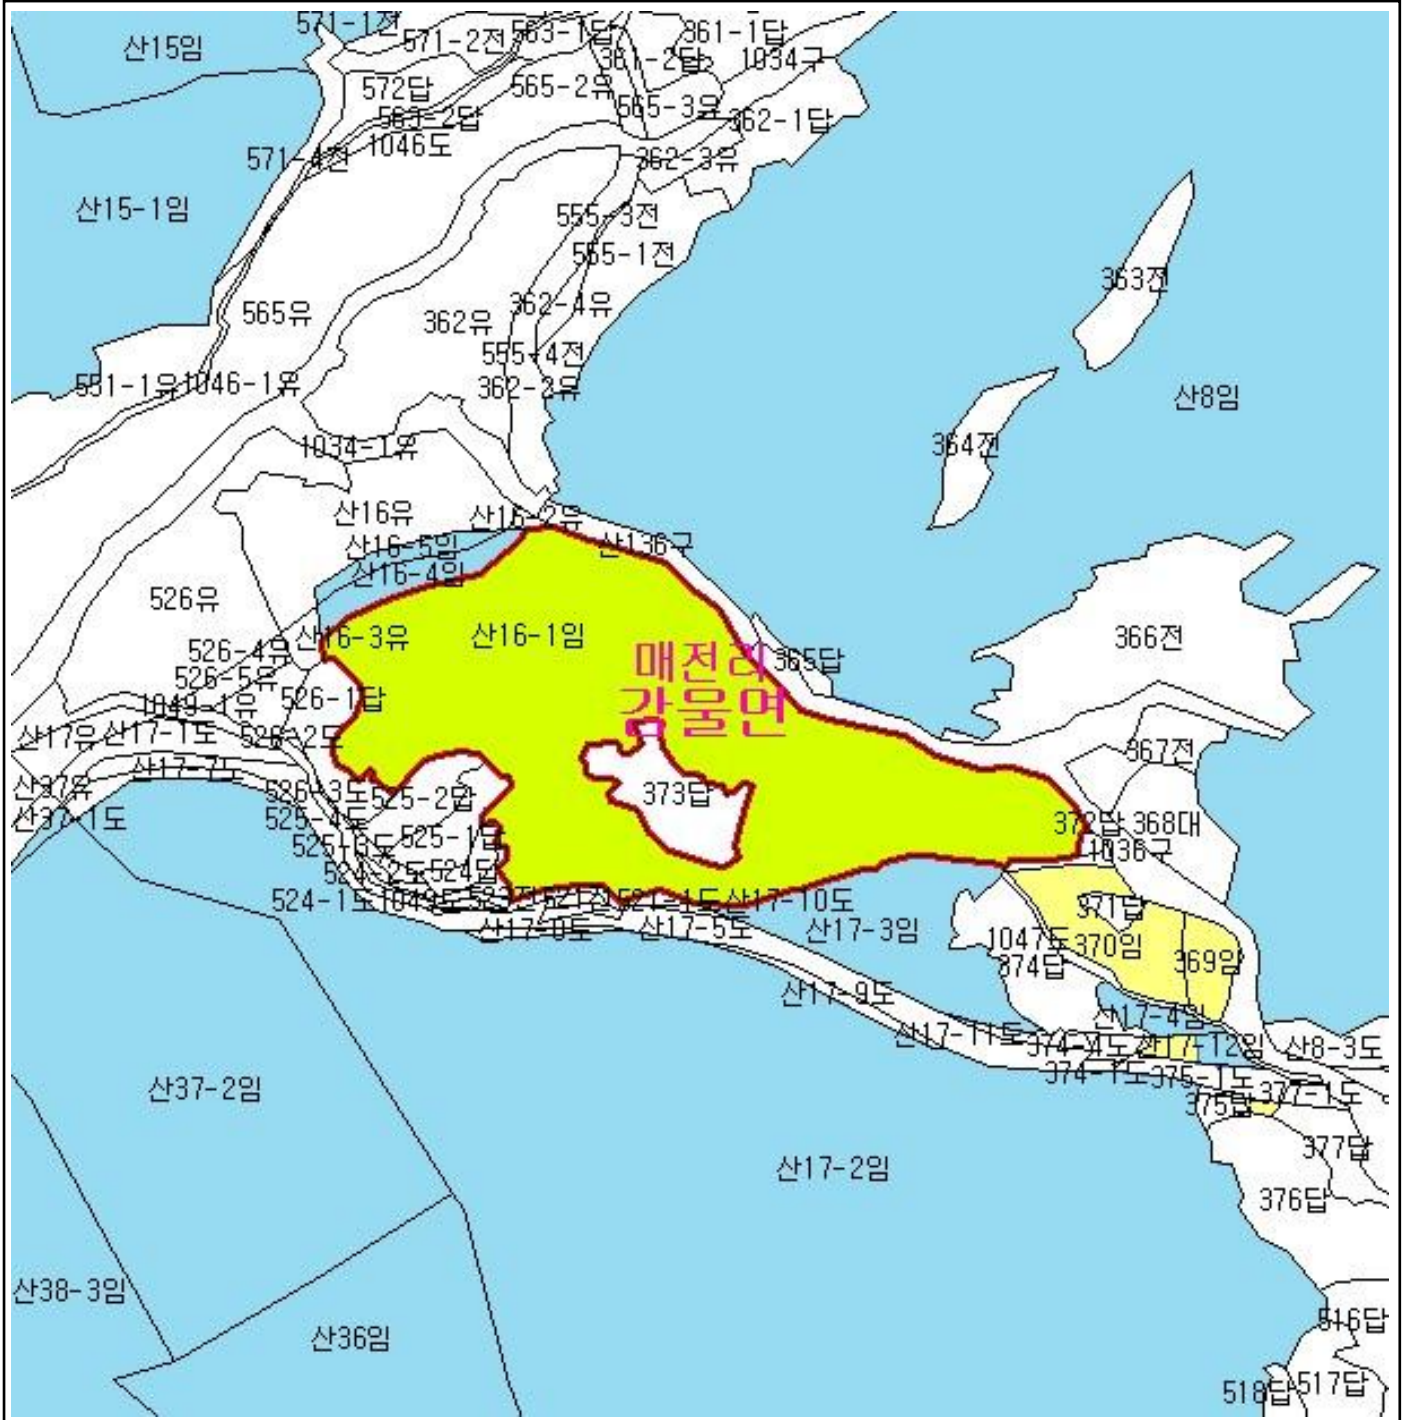 571-1전
571-2전
563-1답
361-1답
산15임
361-2답
1034구
572답
565-2유
565-3유
563-2답
362-1답
1046도
571-4전
362-3유
산15-1임
555-3전
555-1전
363전
362-4유
565유
362유
555-4전
551-1유
1046-1유
362-2유
산8임
364전
1034-1유
산16유
산16-2유
산16-5임
산136구
산16-4임
526유
산16-3유
산16-1임
366전
526-4유
매전리
365답
526-5유
526-1답
1049-1유
강물면
산17유
산17-1도
526-2도
367전
산17-7도
산37유
526-3도
525-2답
373답
산37-1도
525-4도
372답
368대
525-1답
525-3도
1036구
524-2도
524답
524-1도
521-1도
산17-10도
371답
산17-5도
산17-3임
1047도
370임
374답
369임
산17-9도
산17-4임
산17-11도
374-4도
산17-12임
산8-3도
374-1도
375-1도
377-1도
산37-2임
375답
377답
산17-2임
376답
산38-3임
산36임
516답
518답
517답